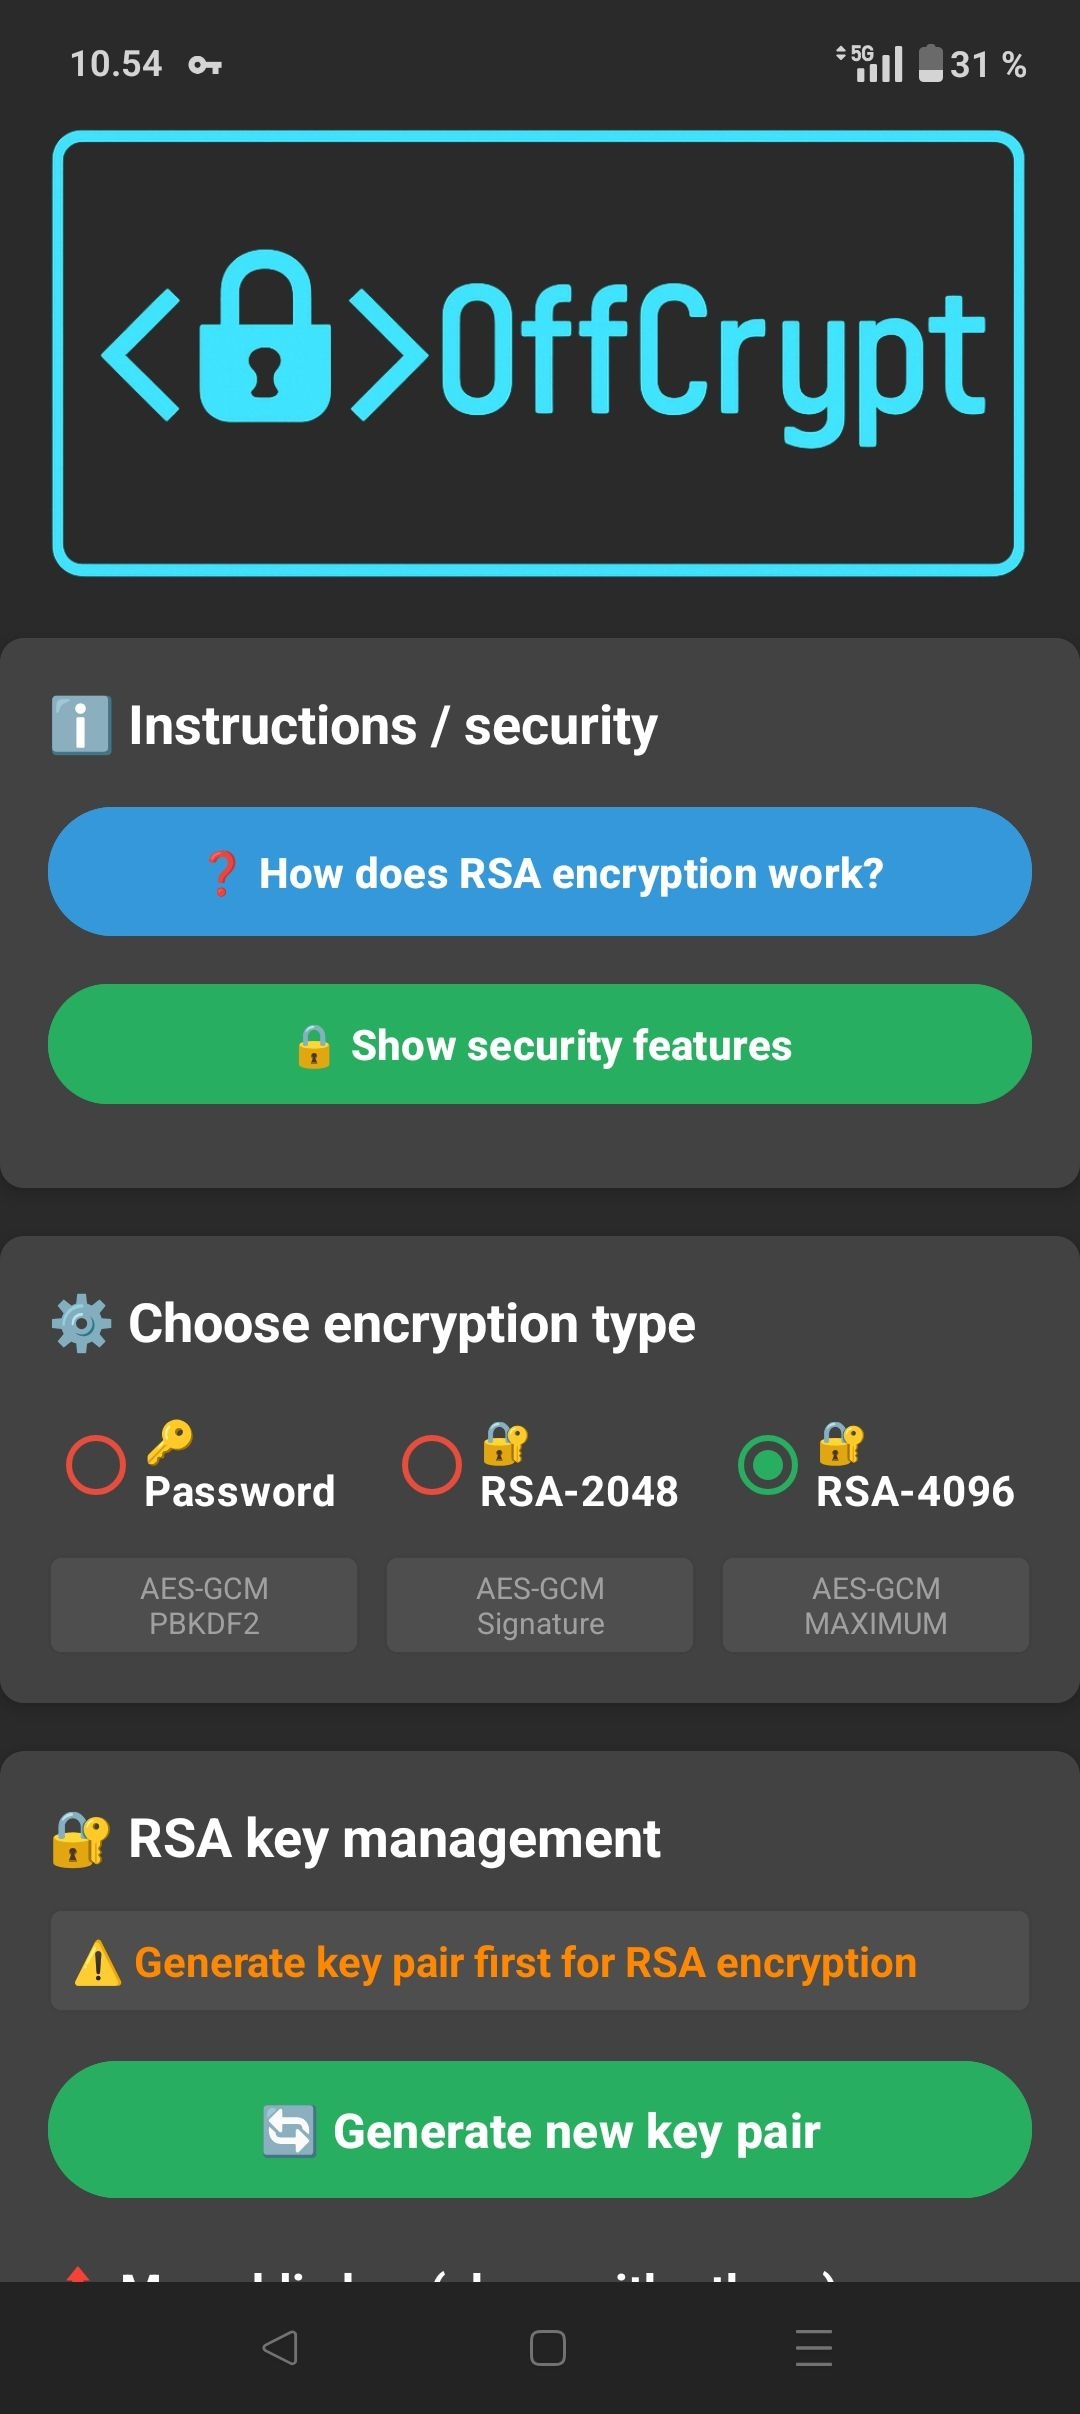 10.54
5G
31 %
OffCrypt
ℹ️ Instructions / security
❓ How does RSA encryption work?
🔒 Show security features
⚙️ Choose encryption type
🔑
Password
🔐
RSA-2048
🔐
RSA-4096
AES-GCM
PBKDF2
AES-GCM
Signature
AES-GCM
MAXIMUM
🔐 RSA key management
⚠️ Generate key pair first for RSA encryption
🔄 Generate new key pair